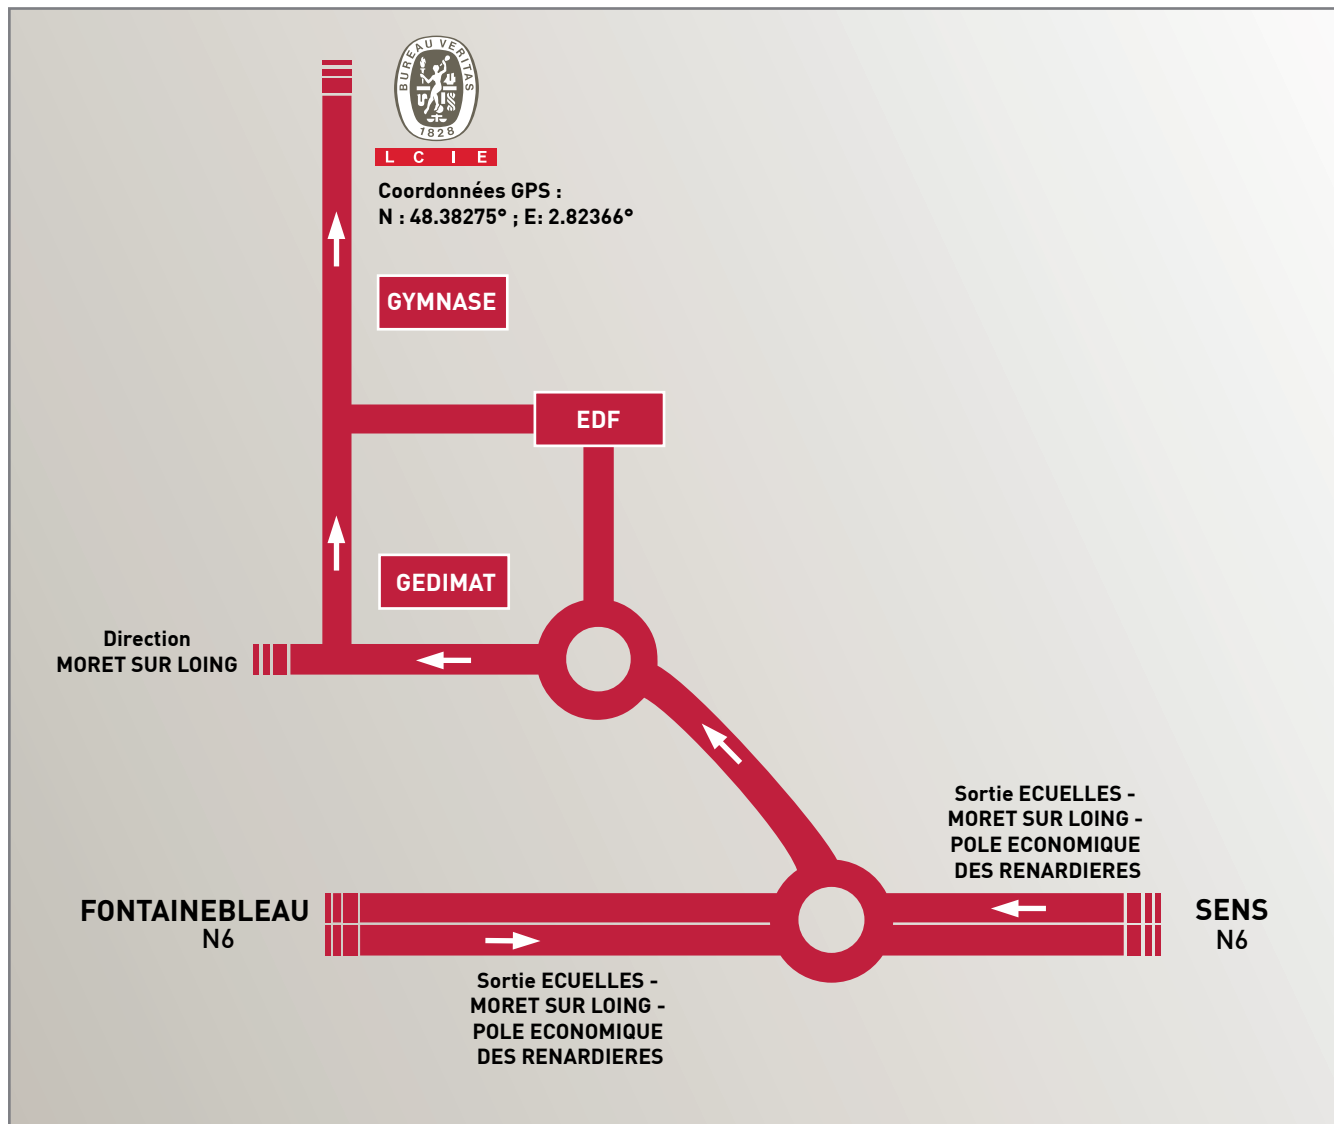 BUREAU VERITAS
1828
L C I E
Coordonnées GPS :
N : 48.38275° ; E: 2.82366°
GYMNASE
EDF
GEDIMAT
Direction
MORET SUR LOING
Sortie ECUELLES -
MORET SUR LOING -
POLE ECONOMIQUE
DES RENARDIERES
FONTAINEBLEAU
N6
SENS
N6
Sortie ECUELLES -
MORET SUR LOING -
POLE ECONOMIQUE
DES RENARDIERES